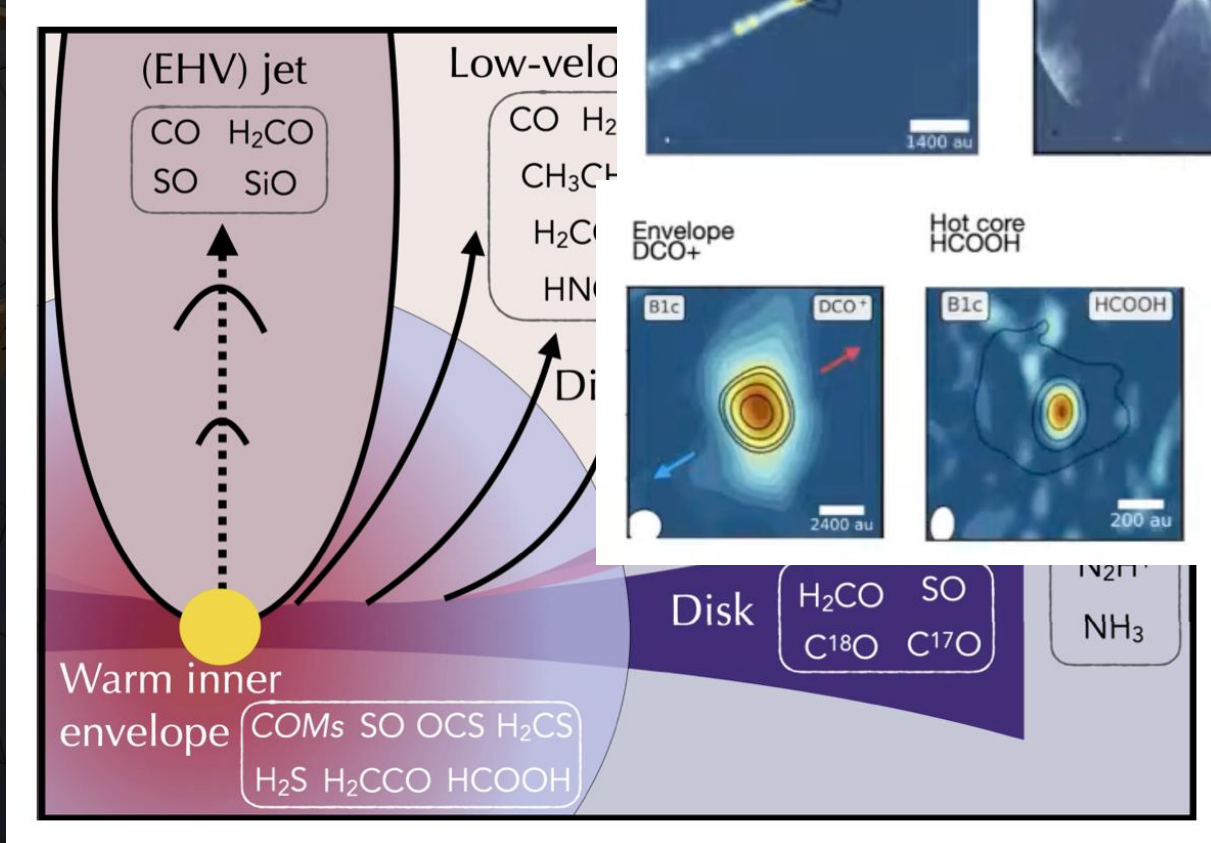 (EHV) jet
CO H₂CO
SO SiO
Low-velo
CO H₂
CH₃CH
H₂C
HN
Di
1400 au
Envelope
DCO+
B1c DCO⁺
2400 au
Hot core
HCOOH
B1c HCOOH
200 au
Disk
H₂CO SO
C¹⁸O C¹⁷O
N₂H⁺
NH₃
Warm inner
envelope
COMs SO OCS H₂CS
H₂S H₂CCO HCOOH